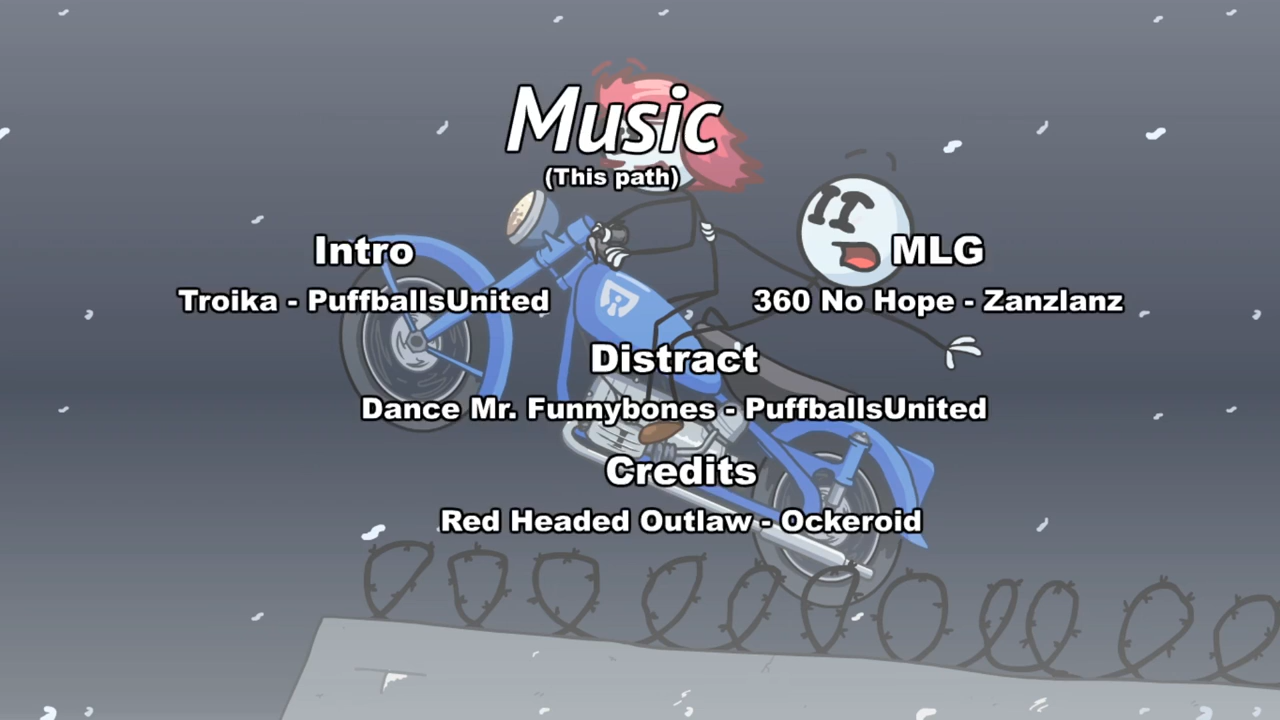 Music
(This path)
Intro
MLG
Troika - PuffballsUnited
360 No Hope - Zanzlanz
Distract
Dance Mr. Funnybones - PuffballsUnited
Credits
Red Headed Outlaw - Ockeroid